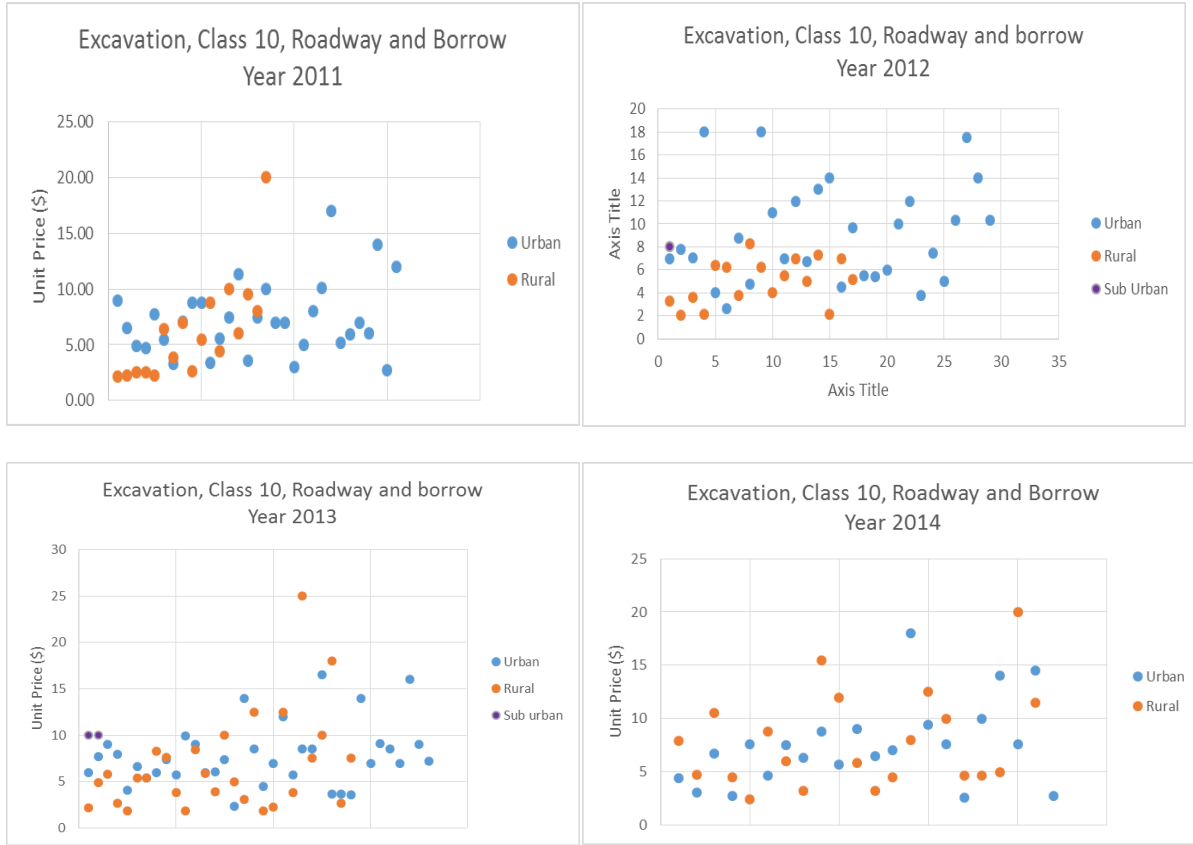 Excavation, Class 10, Roadway and Borrow
Year 2011
25.00
20.00
15.00
10.00
5.00
0.00
Unit Price ($)
Urban
Rural
Excavation, Class 10, Roadway and borrow
Year 2012
20
18
16
14
12
10
8
6
4
2
0
Axis Title
0 5 10 15 20 25 30 35
Axis Title
Urban
Rural
Sub Urban
Excavation, Class 10, Roadway and borrow
Year 2013
30
25
20
15
10
5
0
Unit Price ($)
Urban
Rural
Sub urban
Excavation, Class 10, Roadway and Borrow
Year 2014
25
20
15
10
5
0
Unit Price ($)
Urban
Rural